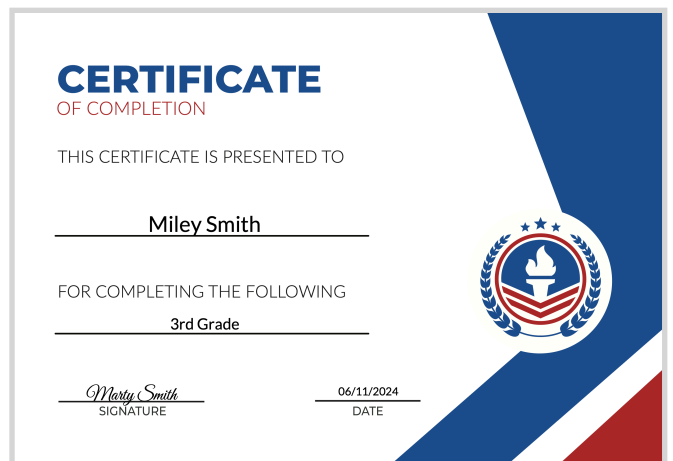 CERTIFICATE
OF COMPLETION
THIS CERTIFICATE IS PRESENTED TO
Miley Smith
FOR COMPLETING THE FOLLOWING
3rd Grade
Marty Smith
SIGNATURE
06/11/2024
DATE